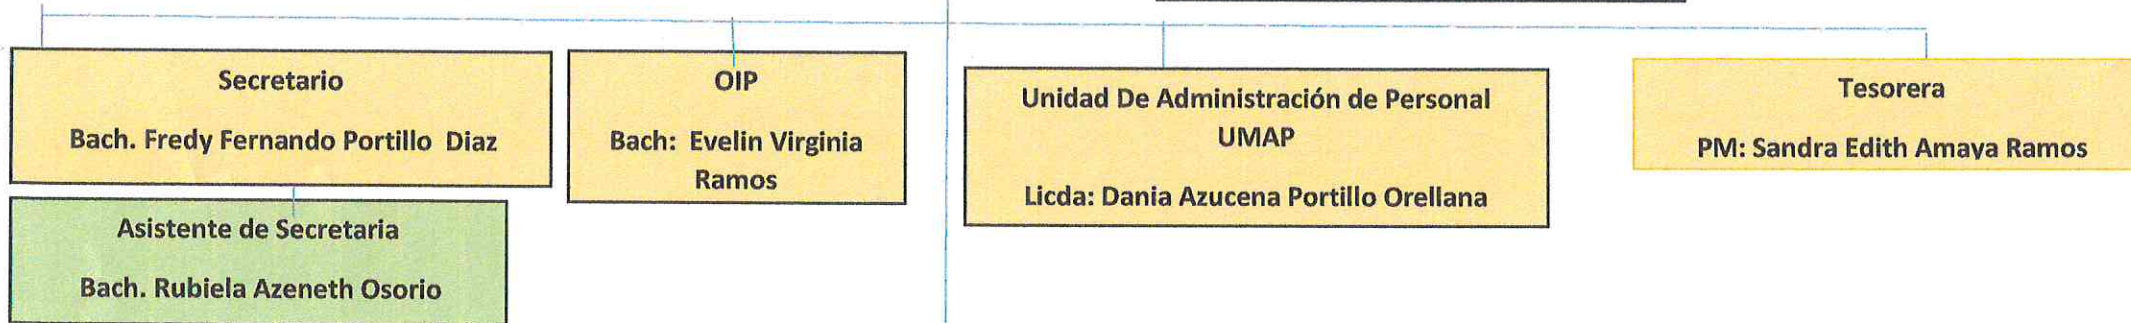 Secretario
Bach. Fredy Fernando Portillo Diaz
OIP
Bach: Evelin Virginia
Ramos
Unidad De Administración de Personal
UMAP
Licda: Dania Azucena Portillo Orellana
Tesorera
PM: Sandra Edith Amaya Ramos
Asistente de Secretaria
Bach. Rubiela Azeneth Osorio